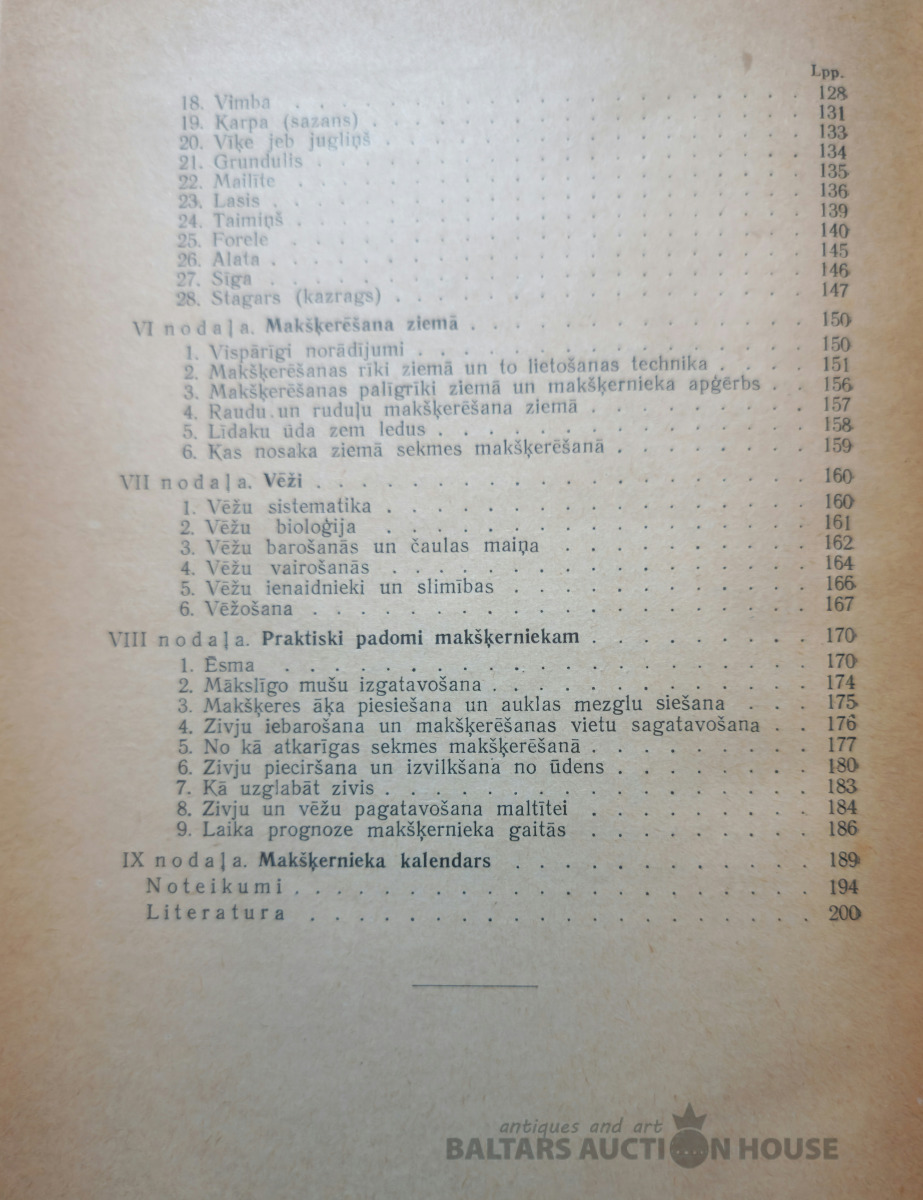 Lpp.
18. Vimba . . . . . . . . . . . . . . . . . . 128
19. Karpa (sazans) . . . . . . . . . . . . . . . 131
20. Vīķe jeb jugliņš . . . . . . . . . . . . . . . 133
21. Grundulis . . . . . . . . . . . . . . . . . 134
22. Mailīte . . . . . . . . . . . . . . . . . . 135
23. Lasis . . . . . . . . . . . . . . . . . . . 136
24. Taimiņš . . . . . . . . . . . . . . . . . . 139
25. Forele . . . . . . . . . . . . . . . . . . 140
26. Alata . . . . . . . . . . . . . . . . . . . 145
27. Sīga . . . . . . . . . . . . . . . . . . . 146
28. Stagars (kazrags) . . . . . . . . . . . . . . 147
VI nodaļa. Makšķerēšana ziemā . . . . . . . . . . . . 150
1. Vispārīgi norādījumi . . . . . . . . . . . . . 150
2. Makšķerēšanas rīki ziemā un to lietošanas technika . . . . 151
3. Makšķerēšanas palīgrīki ziemā un makšķernieka apģērbs . . 156
4. Raudu un ruduļu makšķerēšana ziemā . . . . . . . . 157
5. Līdaku ūda zem ledus . . . . . . . . . . . . . 158
6. Kas nosaka ziemā sekmes makšķerēšanā . . . . . . . 159
VII nodaļa. Vēži . . . . . . . . . . . . . . . . . 160
1. Vēžu sistematika . . . . . . . . . . . . . . . 160
2. Vēžu bioloģija . . . . . . . . . . . . . . . 161
3. Vēžu barošanās un čaulas maiņa . . . . . . . . . 162
4. Vēžu vairošanās . . . . . . . . . . . . . . . 164
5. Vēžu ienaidnieki un slimības . . . . . . . . . . . 166
6. Vēžošana . . . . . . . . . . . . . . . . . 167
VIII nodaļa. Praktiski padomi makšķerniekam . . . . . . . . 170
1. Ēsma . . . . . . . . . . . . . . . . . . 170
2. Mākslīgo mušu izgatavošana . . . . . . . . . . . 174
3. Makšķeres āķa piesiešana un auklas mezglu siešana . . . 175
4. Zivju iebarošana un makšķerēšanas vietu sagatavošana . . 176
5. No kā atkarīgas sekmes makšķerēšanā . . . . . . . . 177
6. Zivju pieciršana un izvilkšana no ūdens . . . . . . . 180
7. Kā uzglabāt zivis . . . . . . . . . . . . . . . 183
8. Zivju un vēžu pagatavošana maltītei . . . . . . . . 184
9. Laika prognoze makšķernieka gaitās . . . . . . . . 186
IX nodaļa. Makšķernieka kalendars . . . . . . . . . . . 189
Noteikumi . . . . . . . . . . . . . . . . . . . 194
Literatura . . . . . . . . . . . . . . . . . . 200
antiques and art
BALTARS AUCTION HOUSE